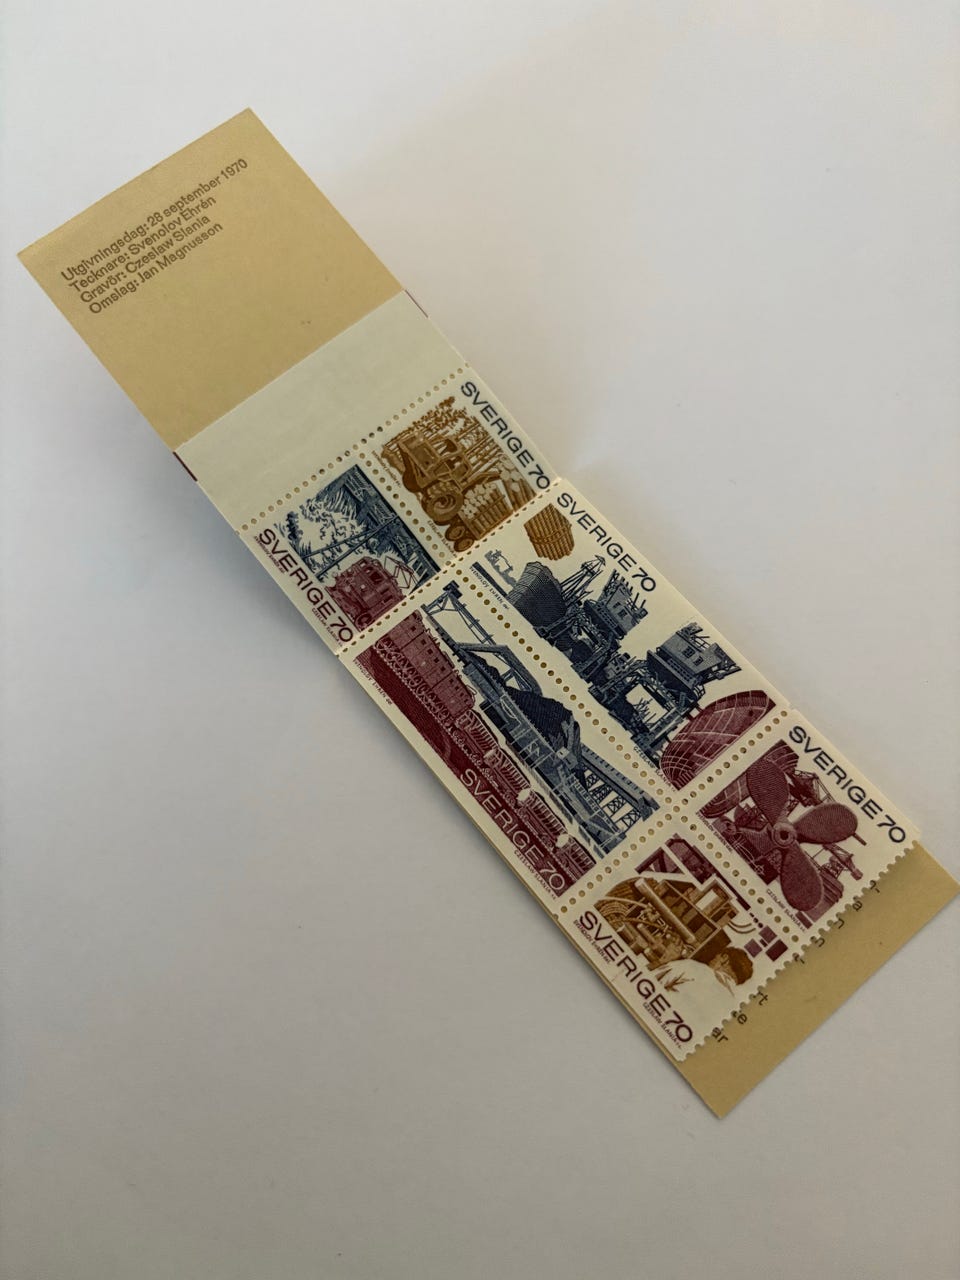 Utgivningsdag: 28 september 1970
Tecknare: Svenolov Ehrén
Gravör: Czeslaw Slania
Omslag: Jan Magnusson
SVERIGE 70
SVERIGE 70
SVERIGE 70
SVERIGE 70
SVERIGE 70
SVERIGE 70